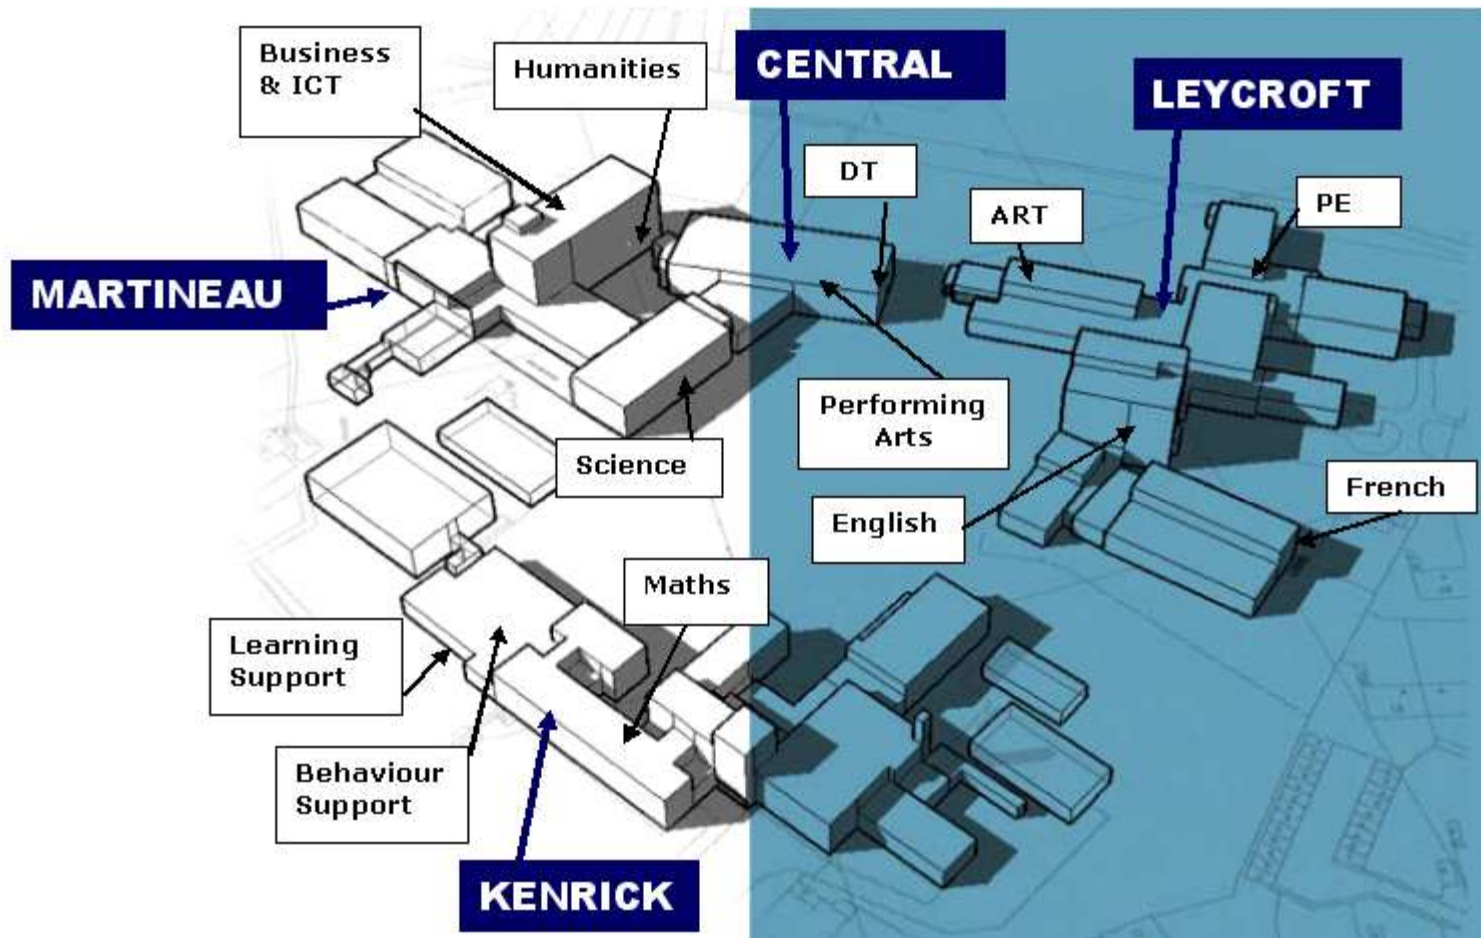 Business
& ICT
Humanities
CENTRAL
LEYCROFT
DT
ART
PE
MARTINEAU
Performing
Arts
Science
French
English
Maths
Learning
Support
Behaviour
Support
KENRICK